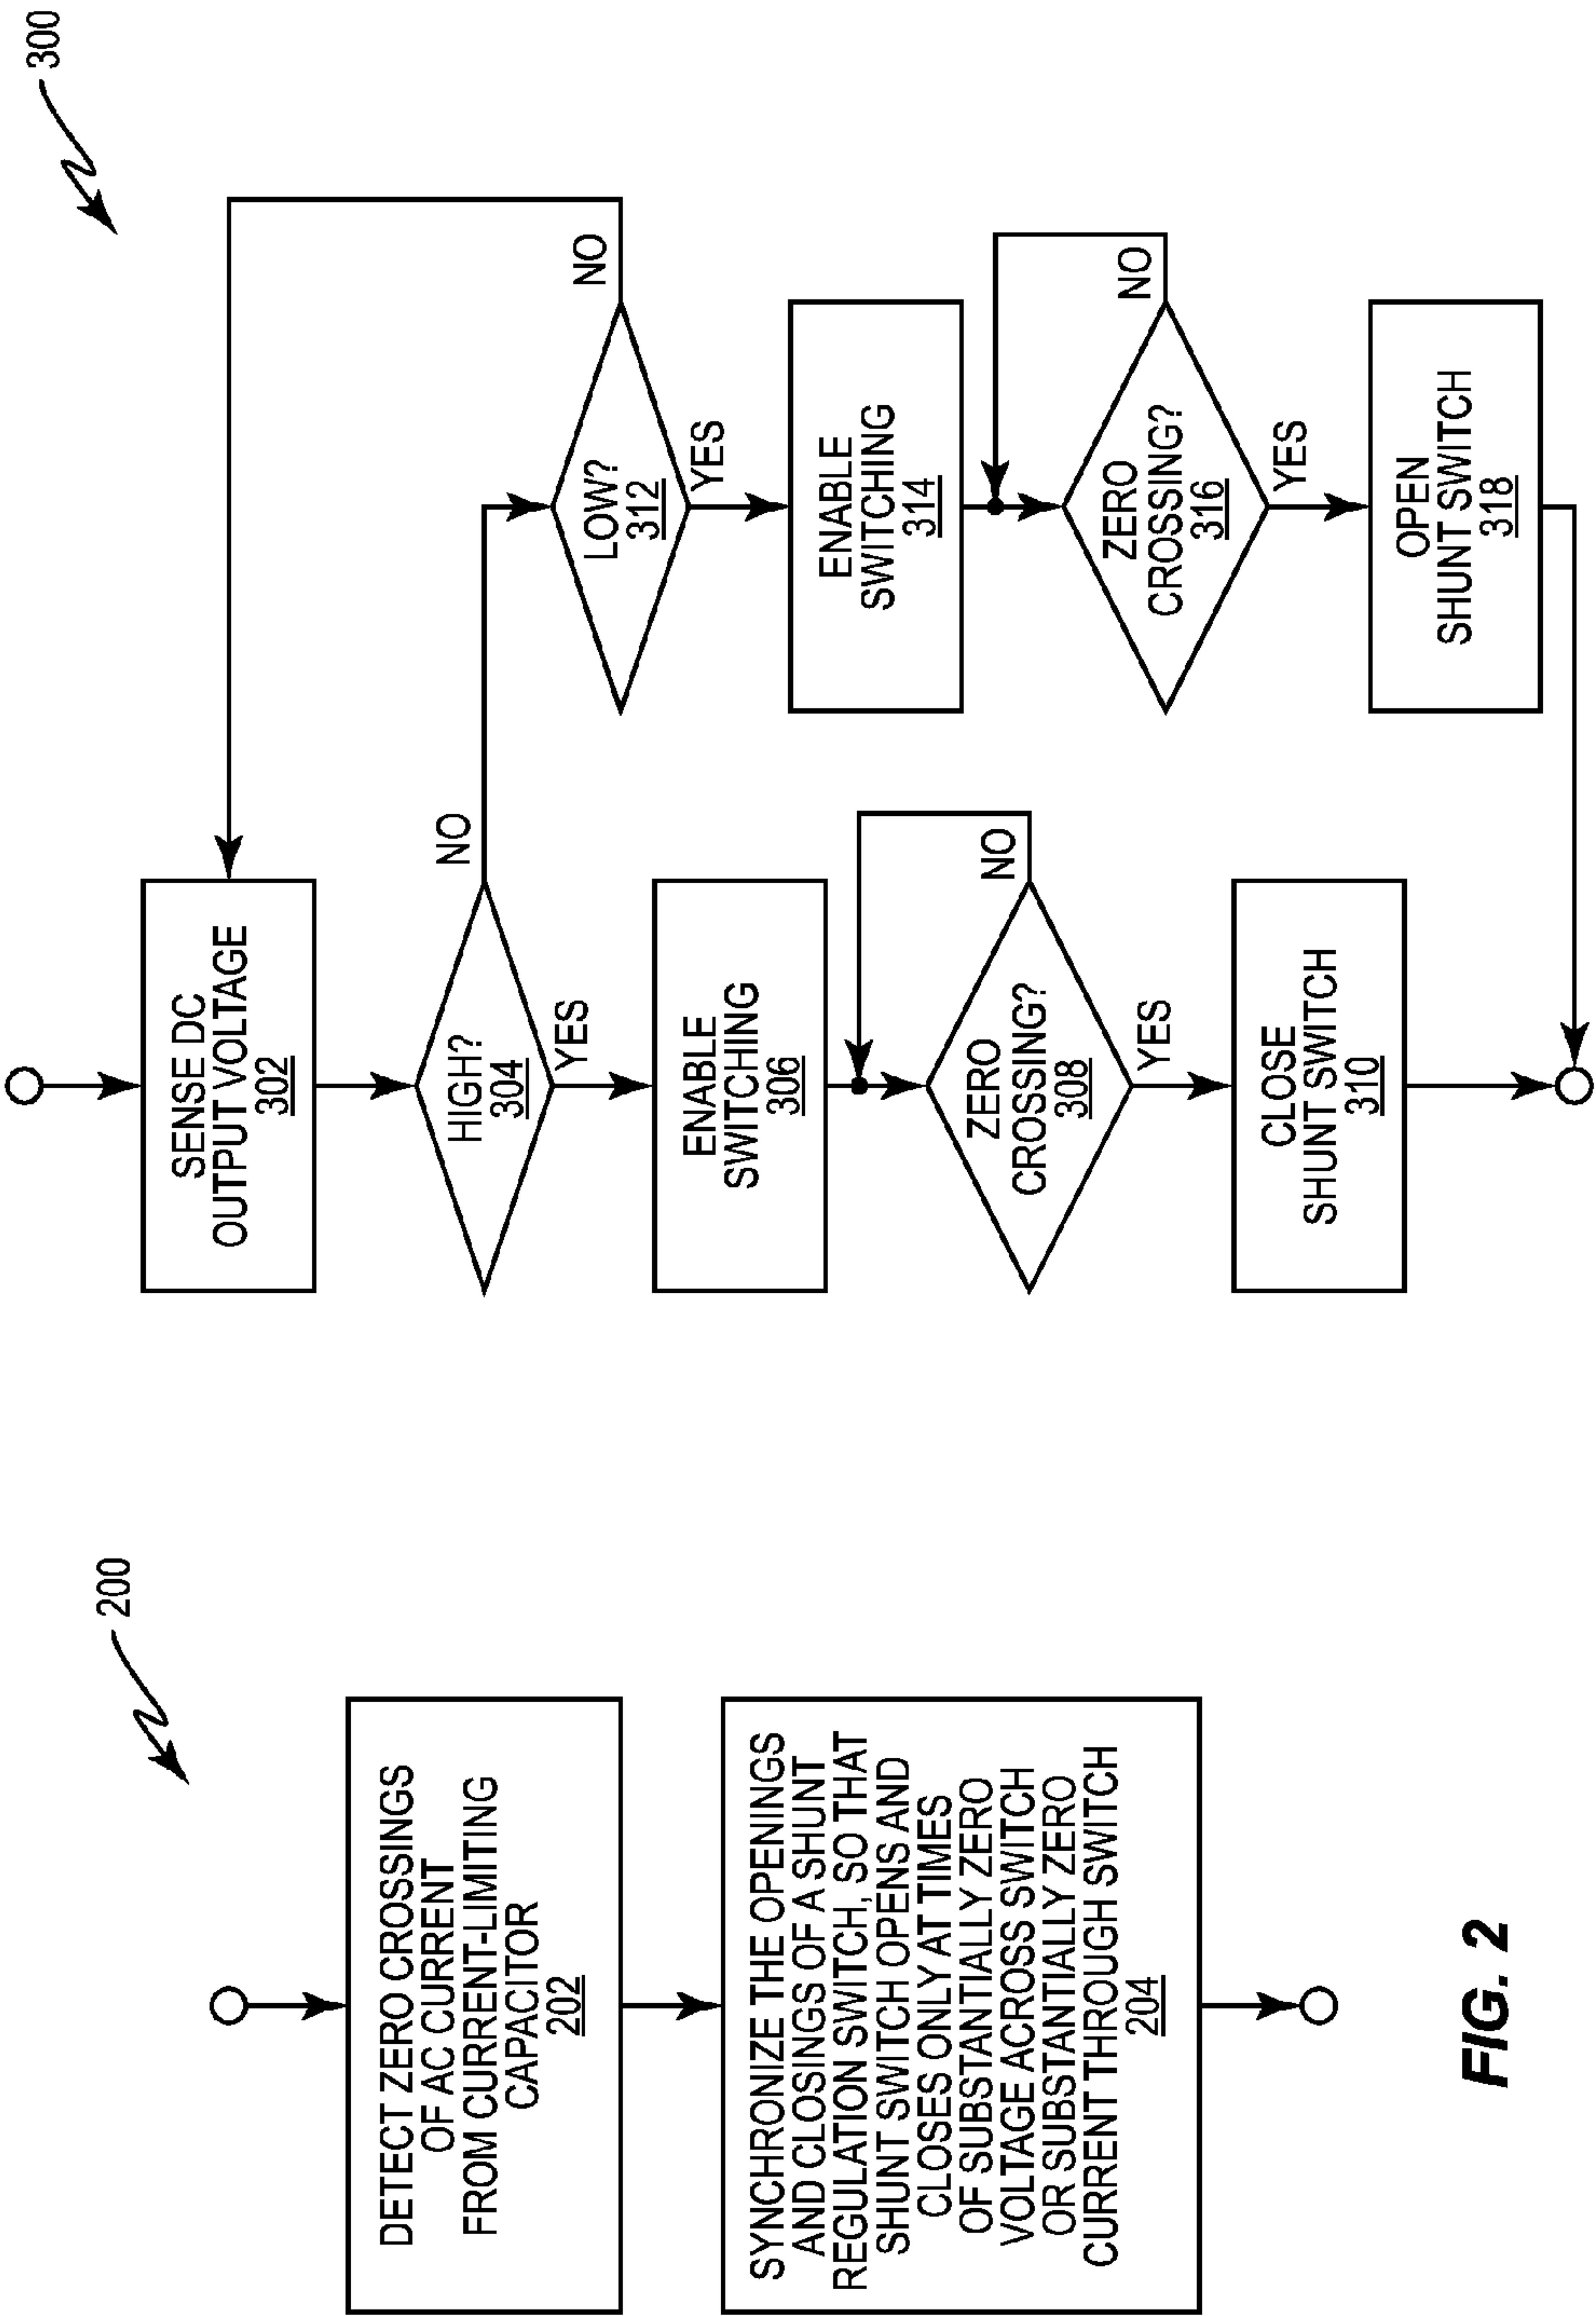 200
DETECT ZERO CROSSINGS
OF AC CURRENT
FROM CURRENT-LIMITING
CAPACITOR
202
SYNCHRONIZE THE OPENINGS
AND CLOSINGS OF A SHUNT
REGULATION SWITCH, SO THAT
SHUNT SWITCH OPENS AND
CLOSES ONLY AT TIMES
OF SUBSTANTIALLY ZERO
VOLTAGE ACROSS SWITCH
OR SUBSTANTIALLY ZERO
CURRENT THROUGH SWITCH
204
FIG. 2
300
SENSE DC
OUTPUT VOLTAGE
302
HIGH?
304
NO
YES
ENABLE
SWITCHING
306
ZERO
CROSSING?
308
NO
YES
CLOSE
SHUNT SWITCH
310
LOW?
312
NO
YES
ENABLE
SWITCHING
314
ZERO
CROSSING?
316
NO
YES
OPEN
SHUNT SWITCH
318